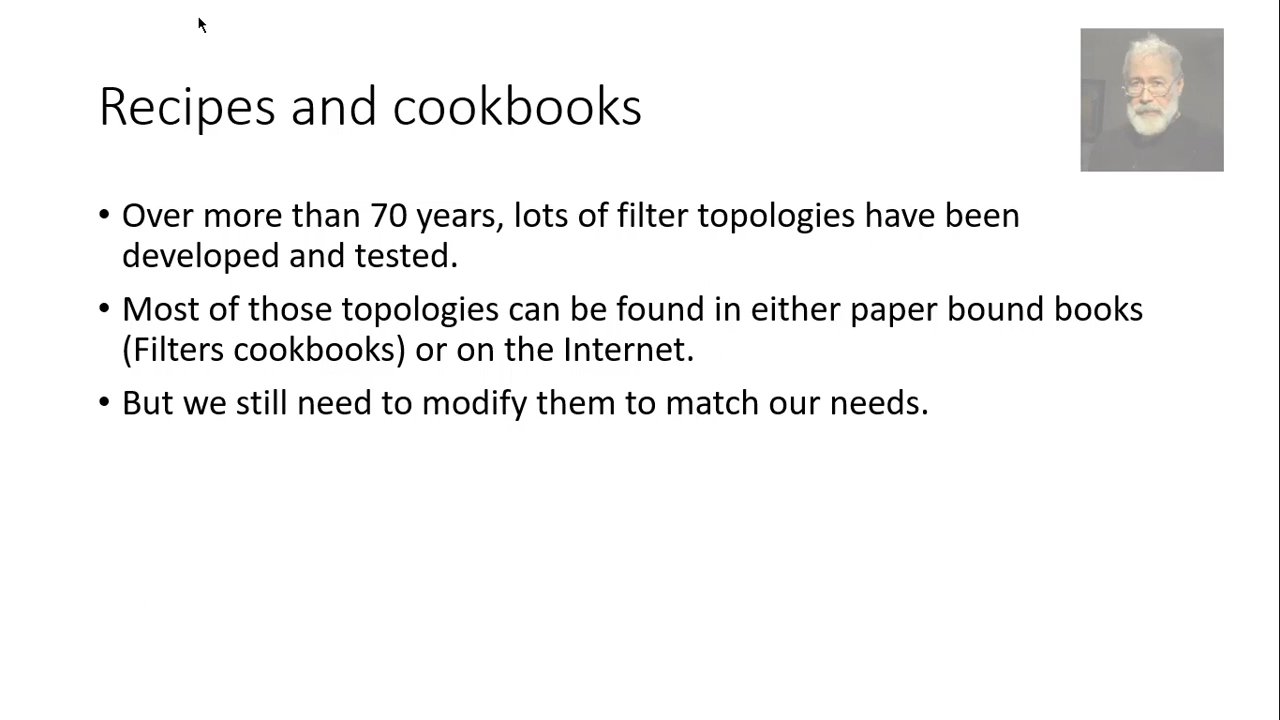 Recipes and cookbooks
• Over more than 70 years, lots of filter topologies have been
developed and tested.
• Most of those topologies can be found in either paper bound books
(Filters cookbooks) or on the Internet.
• But we still need to modify them to match our needs.